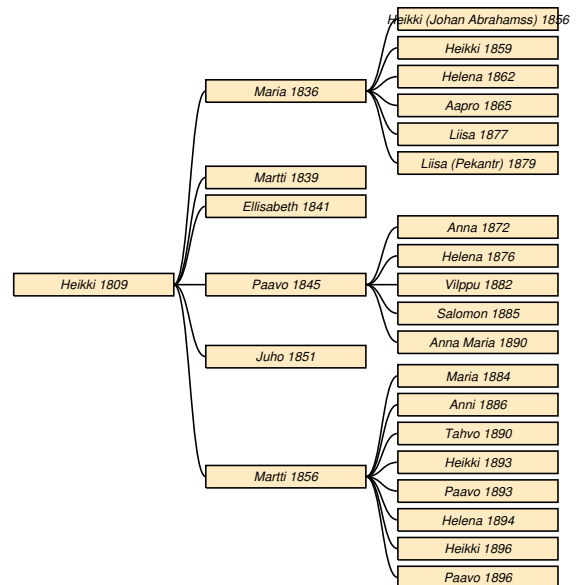 Heikki (Johan Abrahamss) 1856
Heikki 1859
Helena 1862
Maria 1836
Aapro 1865
Liisa 1877
Liisa (Pekantr) 1879
Martti 1839
Ellisabeth 1841
Anna 1872
Helena 1876
Heikki 1809
Paavo 1845
Vilppu 1882
Salomon 1885
Anna Maria 1890
Juho 1851
Maria 1884
Anni 1886
Tahvo 1890
Heikki 1893
Martti 1856
Paavo 1893
Helena 1894
Heikki 1896
Paavo 1896